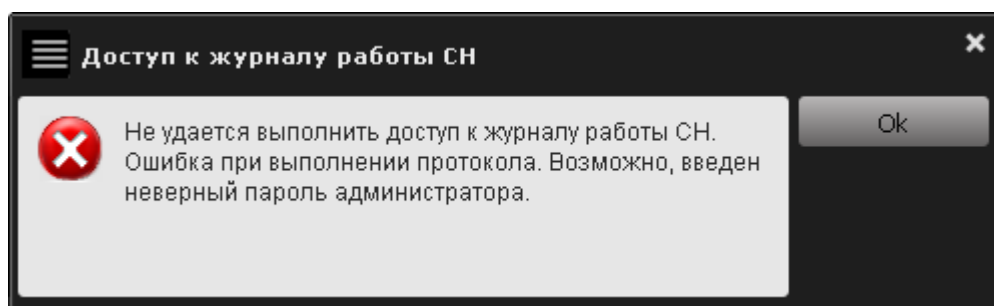 Доступ к журналу работы СН
Не удается выполнить доступ к журналу работы СН.
Ошибка при выполнении протокола. Возможно, введен
неверный пароль администратора.
Ok